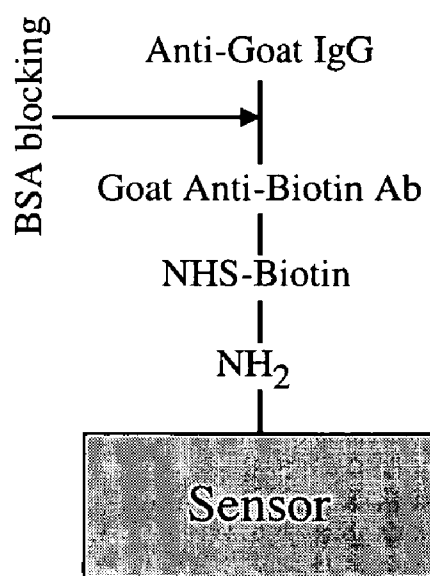 Anti-Goat IgG
BSA blocking
Goat Anti-Biotin Ab
NHS-Biotin
NH2
Sensor